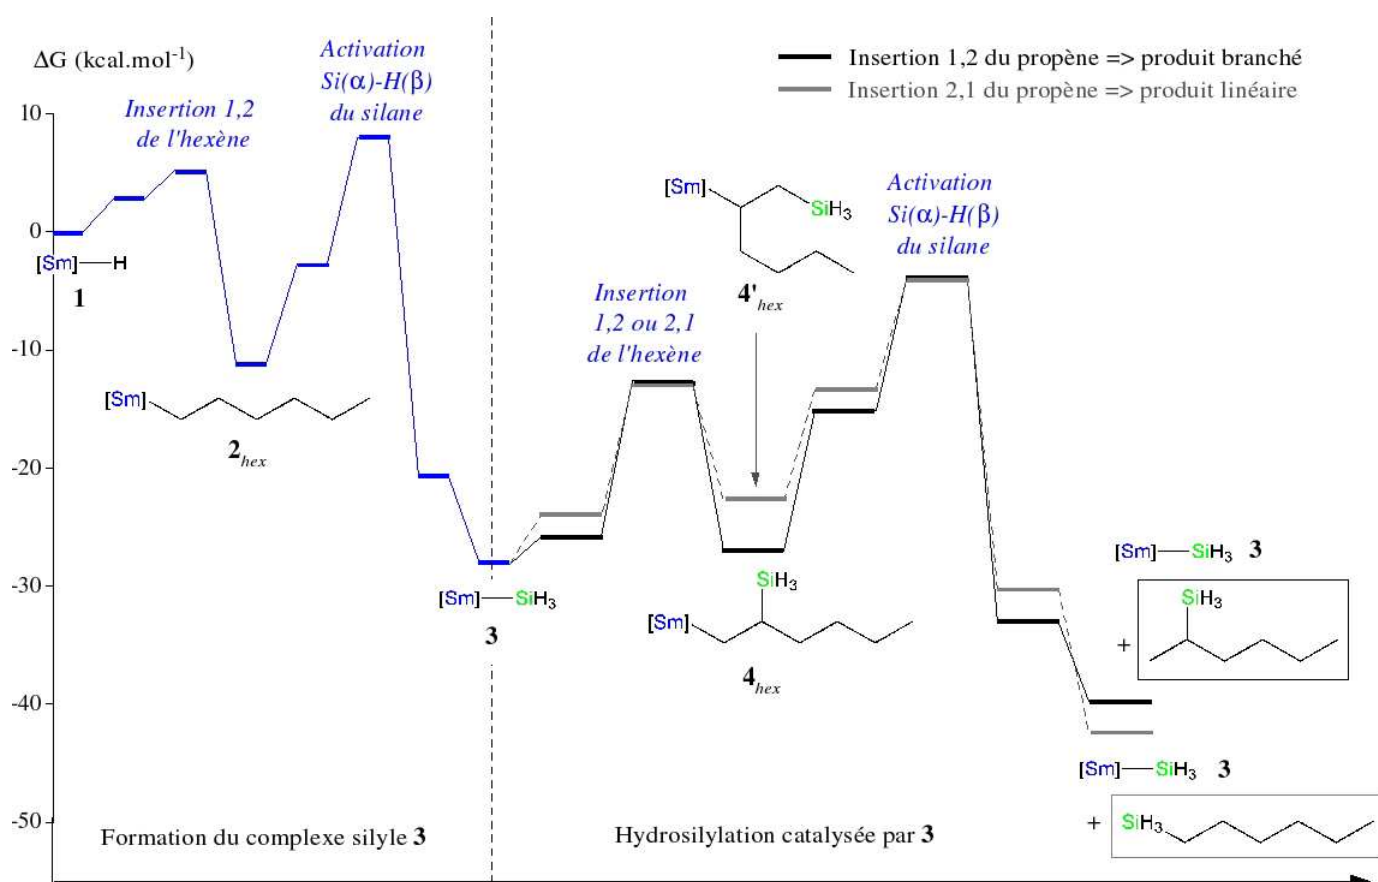 ΔG (kcal.mol-1)
Activation
Si(α)-H(β)
du silane
Insertion 1,2
de l'hexène
Insertion 1,2 du propène => produit branché
Insertion 2,1 du propène => produit linéaire
10
0
-10
-20
-30
-40
-50
[Sm]—H
1
[Sm]
2hex
[Sm]
SiH3
4'hex
Activation
Si(α)-H(β)
du silane
Insertion
1,2 ou 2,1
de l'hexène
[Sm]—SiH3
3
SiH3
[Sm]
4hex
[Sm]—SiH3 3
SiH3
+
[Sm]—SiH3 3
+ SiH3
Formation du complexe silyle 3
Hydrosilylation catalysée par 3